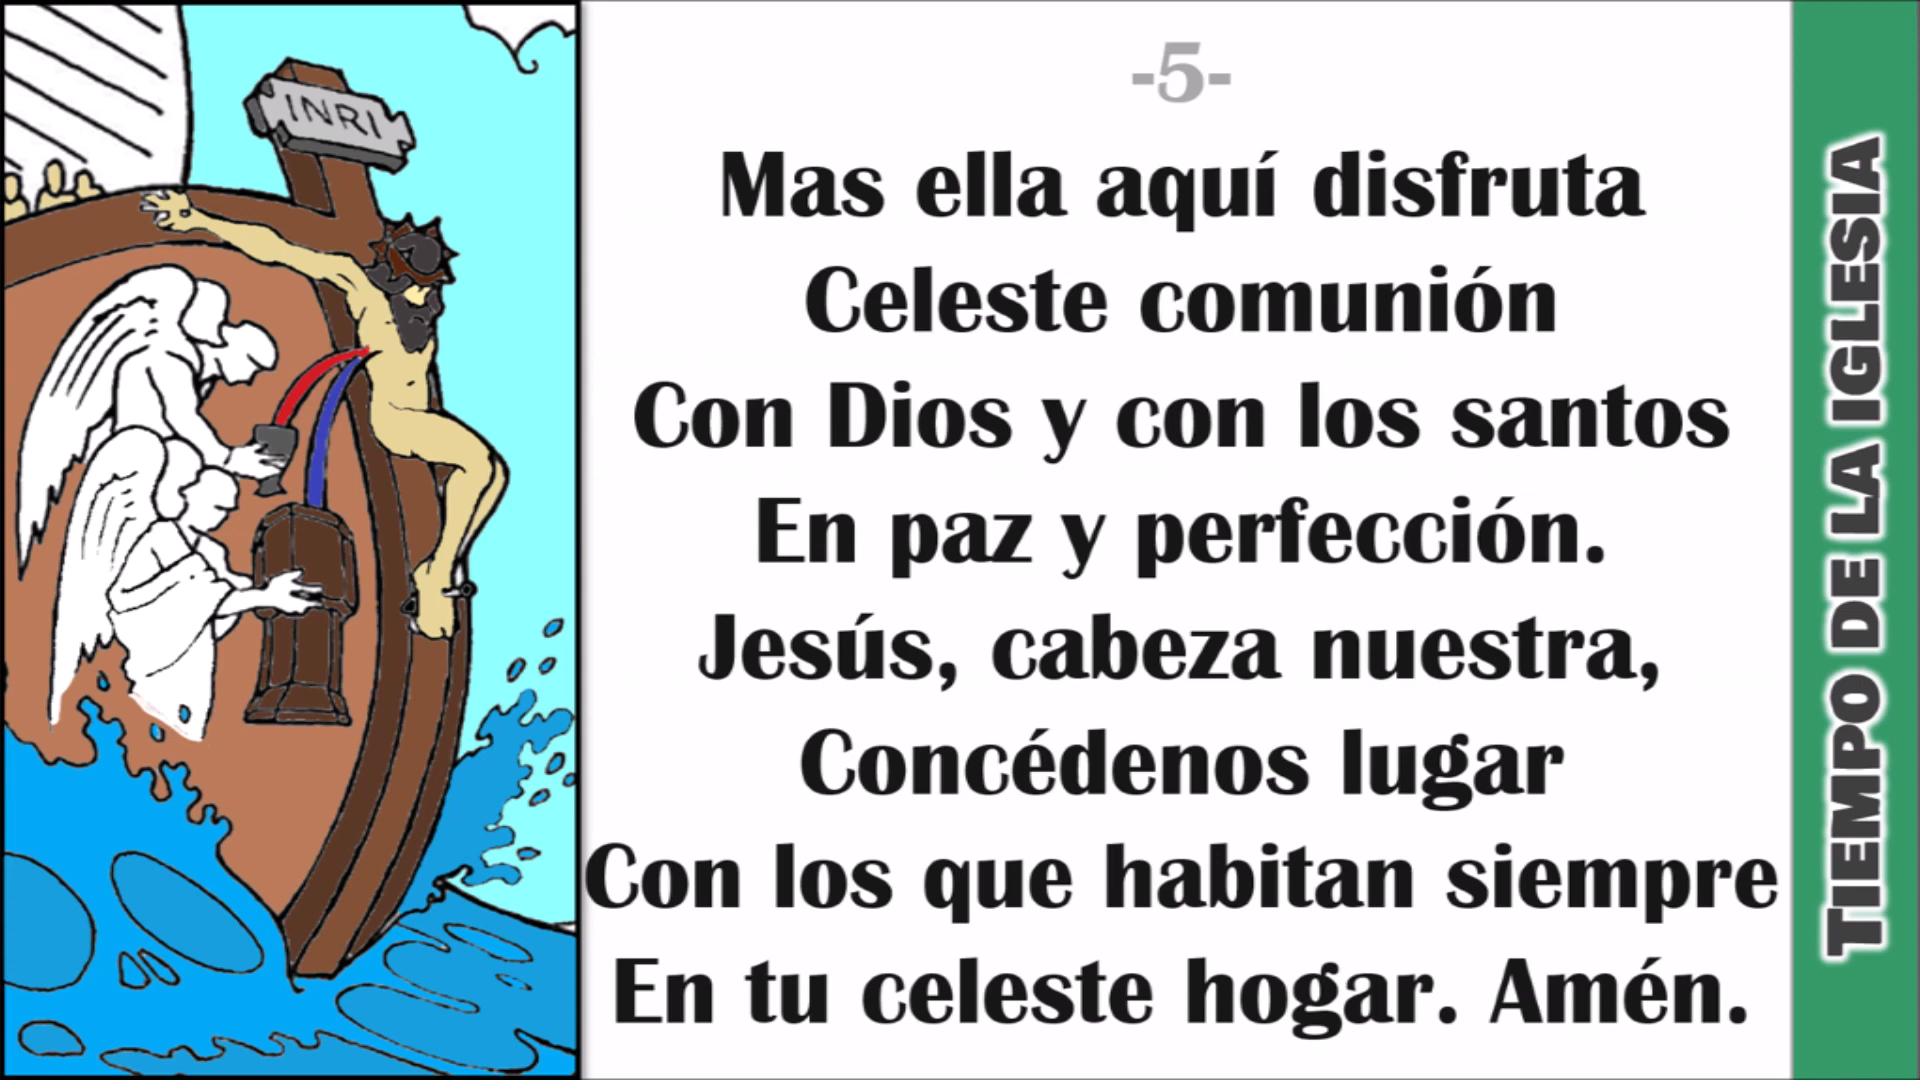 INRI
-5-
Mas ella aquí disfruta
Celeste comunión
Con Dios y con los santos
En paz y perfección.
Jesús, cabeza nuestra,
Concédenos lugar
Con los que habitan siempre
En tu celeste hogar. Amén.
TIEMPO DE LA IGLESIA